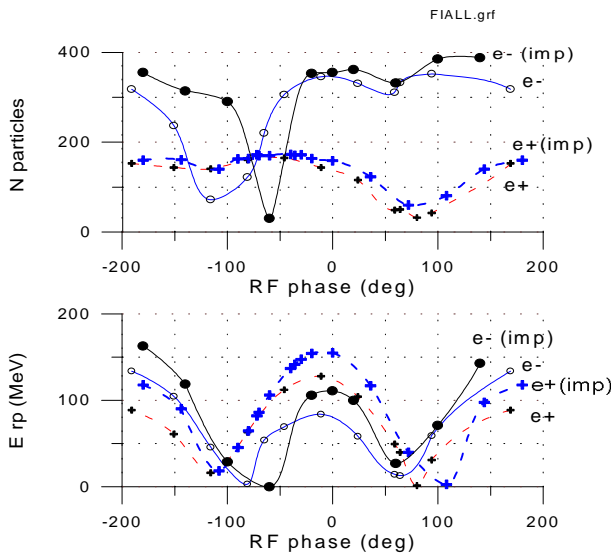 FIALL.grf
400
e- (imp)
e-
N particles
200
e+(imp)
e+
0
-200 -100 0 100 200
RF phase (deg)
200
e- (imp)
e-
E rp (MeV)
e+(imp)
100
e+
0
-200 -100 0 100 200
RF phase (deg)